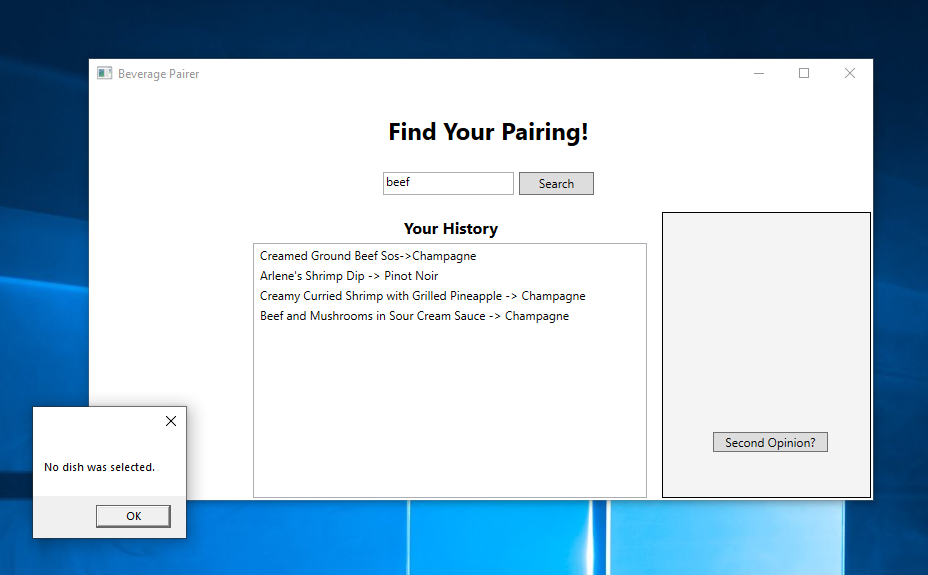 Beverage Pairer
Find Your Pairing!
beef
Search
Your History
Creamed Ground Beef Sos->Champagne
Arlene's Shrimp Dip -> Pinot Noir
Creamy Curried Shrimp with Grilled Pineapple -> Champagne
Beef and Mushrooms in Sour Cream Sauce -> Champagne
Second Opinion?
No dish was selected.
OK